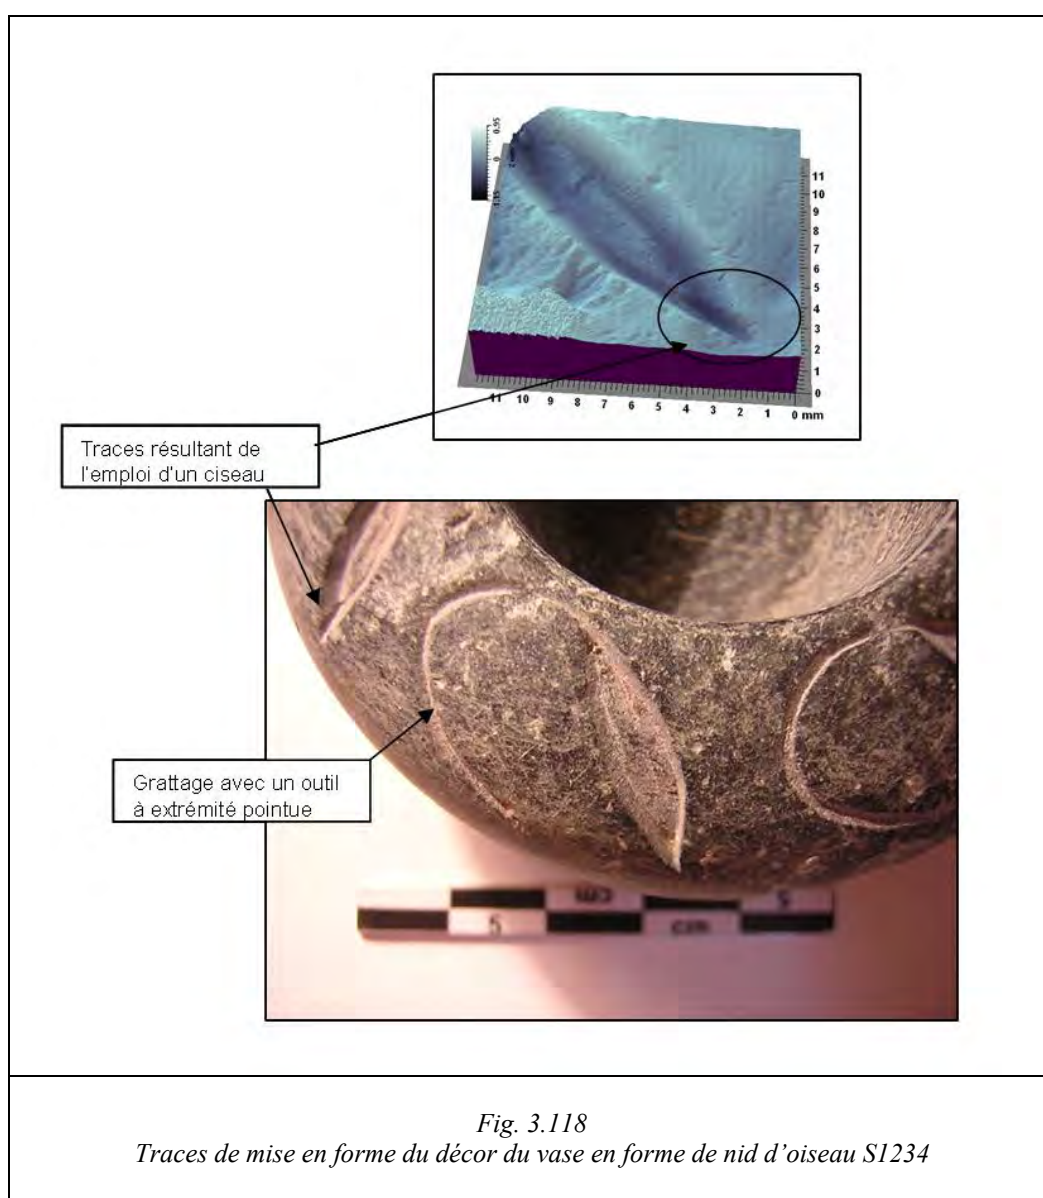 0.95
0
1.15
11
10
9
8
7
6
5
4
3
2
1
0
11 10 9 8 7 6 5 4 3 2 1 0 mm
Traces résultant de
l'emploi d'un ciseau
Grattage avec un outil
à extrémité pointue
cm 5
5 cm
Fig. 3.118
Traces de mise en forme du décor du vase en forme de nid d'oiseau S1234